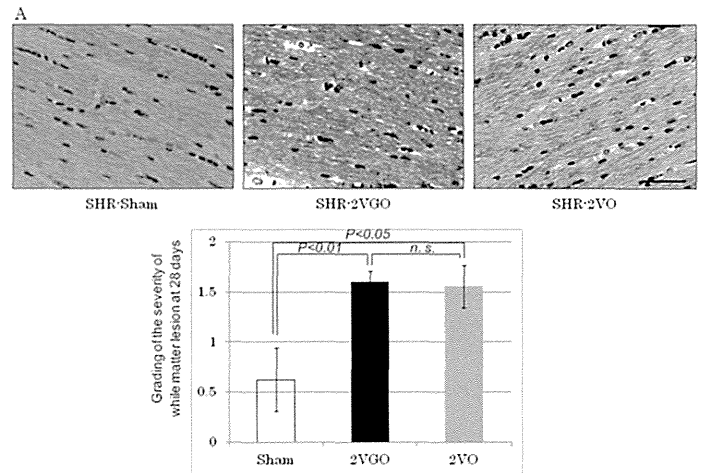 A
SHR-Sham
SHR-2VGO
SHR-2VO
Grading of the severity of
while matter lesion at 28 days
P<0.05
P<0.01
n. s.
2
1.5
1
0.5
0
Sham
2VGO
2VO